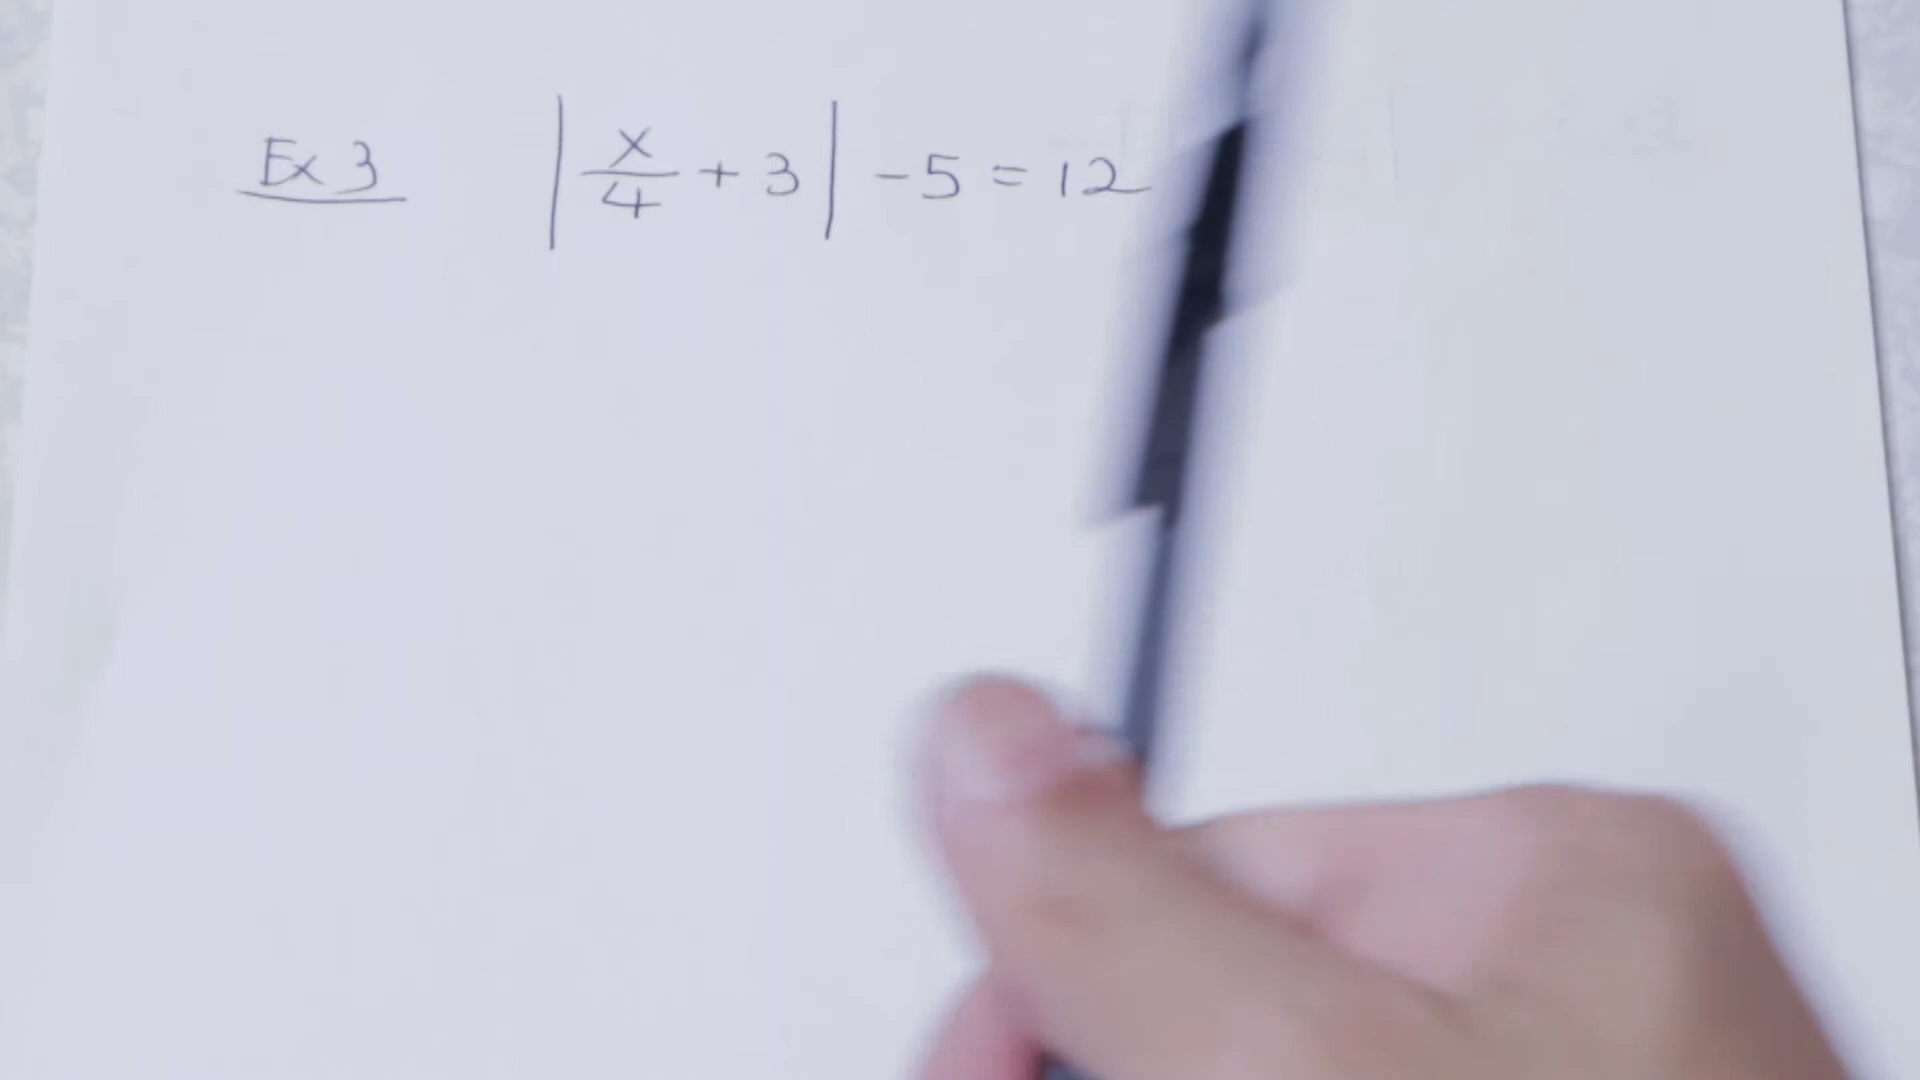 Ex 3 |x/4 + 3| - 5 = 12